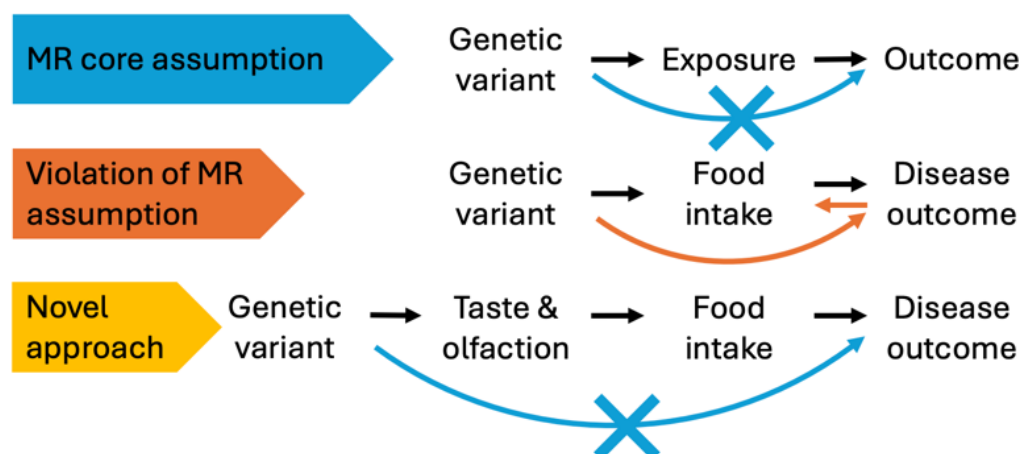 MR core assumption
Genetic
variant
Exposure
Outcome
Violation of MR
assumption
Genetic
variant
Food
intake
Disease
outcome
Novel
approach
Genetic
variant
Taste &
olfaction
Food
intake
Disease
outcome